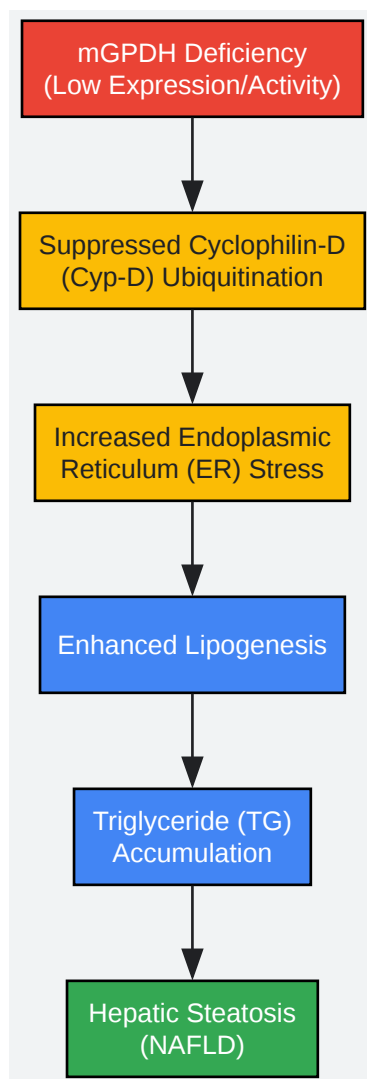 mGPDH Deficiency
(Low Expression/Activity)
Suppressed Cyclophilin-D
(Cyp-D) Ubiquitination
Increased Endoplasmic
Reticulum (ER) Stress
Enhanced Lipogenesis
Triglyceride (TG)
Accumulation
Hepatic Steatosis
(NAFLD)